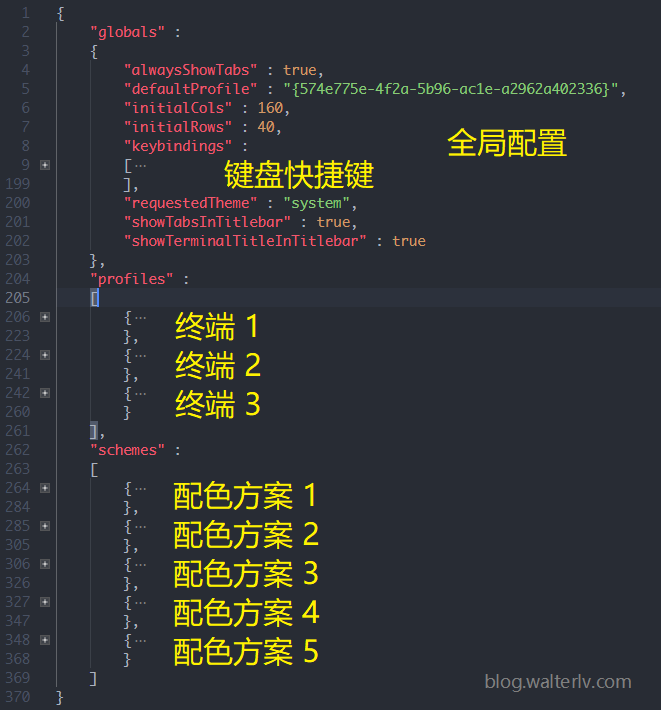 1 {
2 "globals" :
3 {
4 "alwaysShowTabs" : true,
5 "defaultProfile" : "{574e775e-4f2a-5b96-ac1e-a2962a402336}",
6 "initialCols" : 160,
7 "initialRows" : 40,
8 "keybindings" :
全局配置
9 [···
键盘快捷键
199 ],
200 "requestedTheme" : "system",
201 "showTabsInTitlebar" : true,
202 "showTerminalTitleInTitlebar" : true
203 },
204 "profiles" :
205 [
206 {··· 终端 1
223 },
224 {··· 终端 2
241 },
242 {··· 终端 3
260 }
261 ],
262 "schemes" :
263 [
264 {··· 配色方案 1
284 },
285 {··· 配色方案 2
305 },
306 {··· 配色方案 3
326 },
327 {··· 配色方案 4
347 },
348 {··· 配色方案 5
368 }
369 ]
370 }
blog.walterlv.com